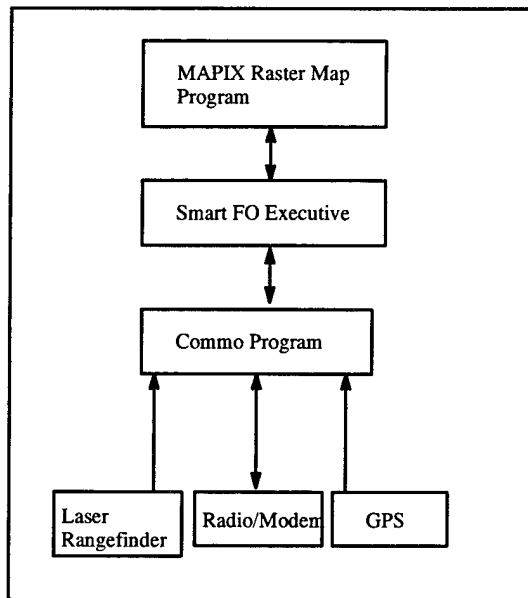 MAPIX Raster Map
Program
Smart FO Executive
Commo Program
Laser
Rangefinder
Radio/Modem
GPS